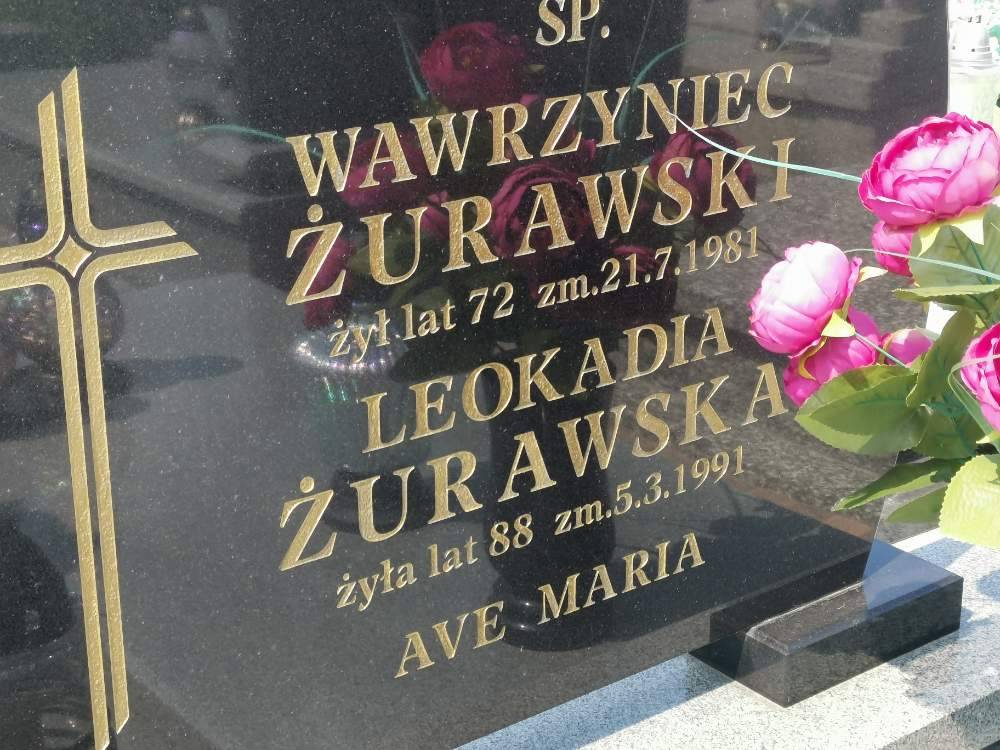 ŚP.
WAWRZYNIEC
ŻURAWSKI
żył lat 72 zm.21.7.1981
LEOKADIA
ŻURAWSKA
żyła lat 88 zm.5.3.1991
AVE MARIA